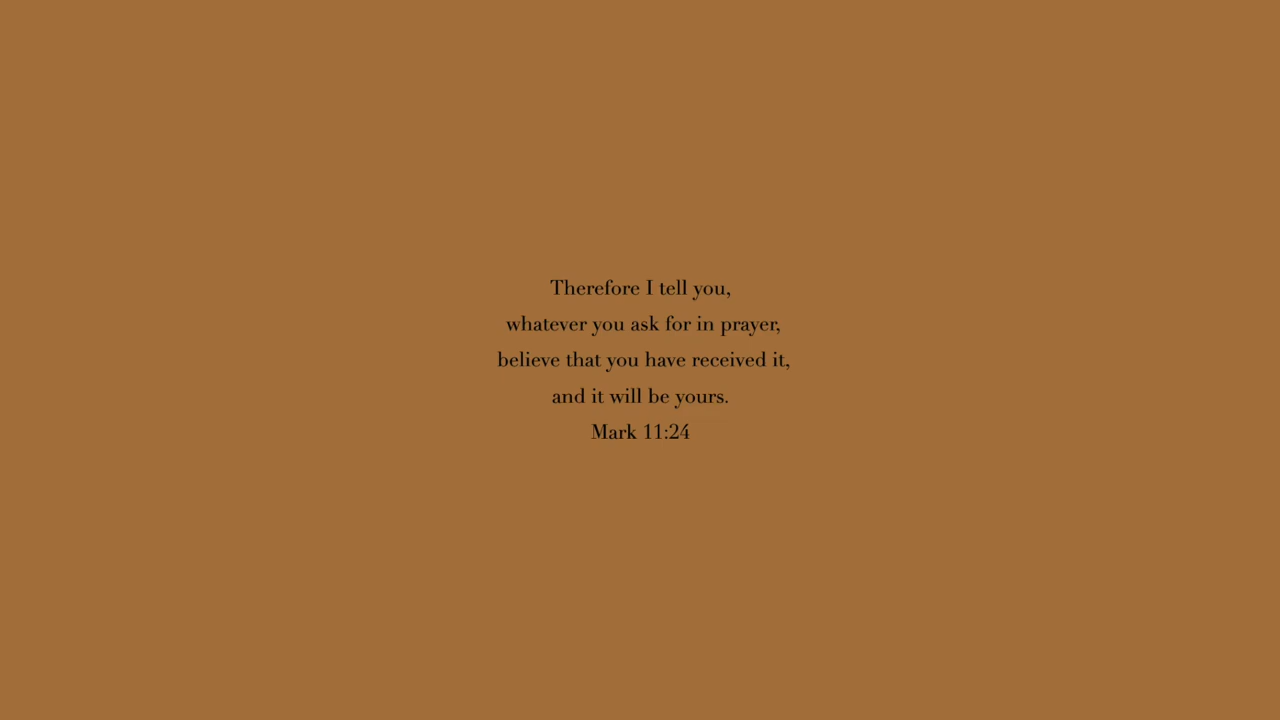 Therefore I tell you,
whatever you ask for in prayer,
believe that you have received it,
and it will be yours.
Mark 11:24